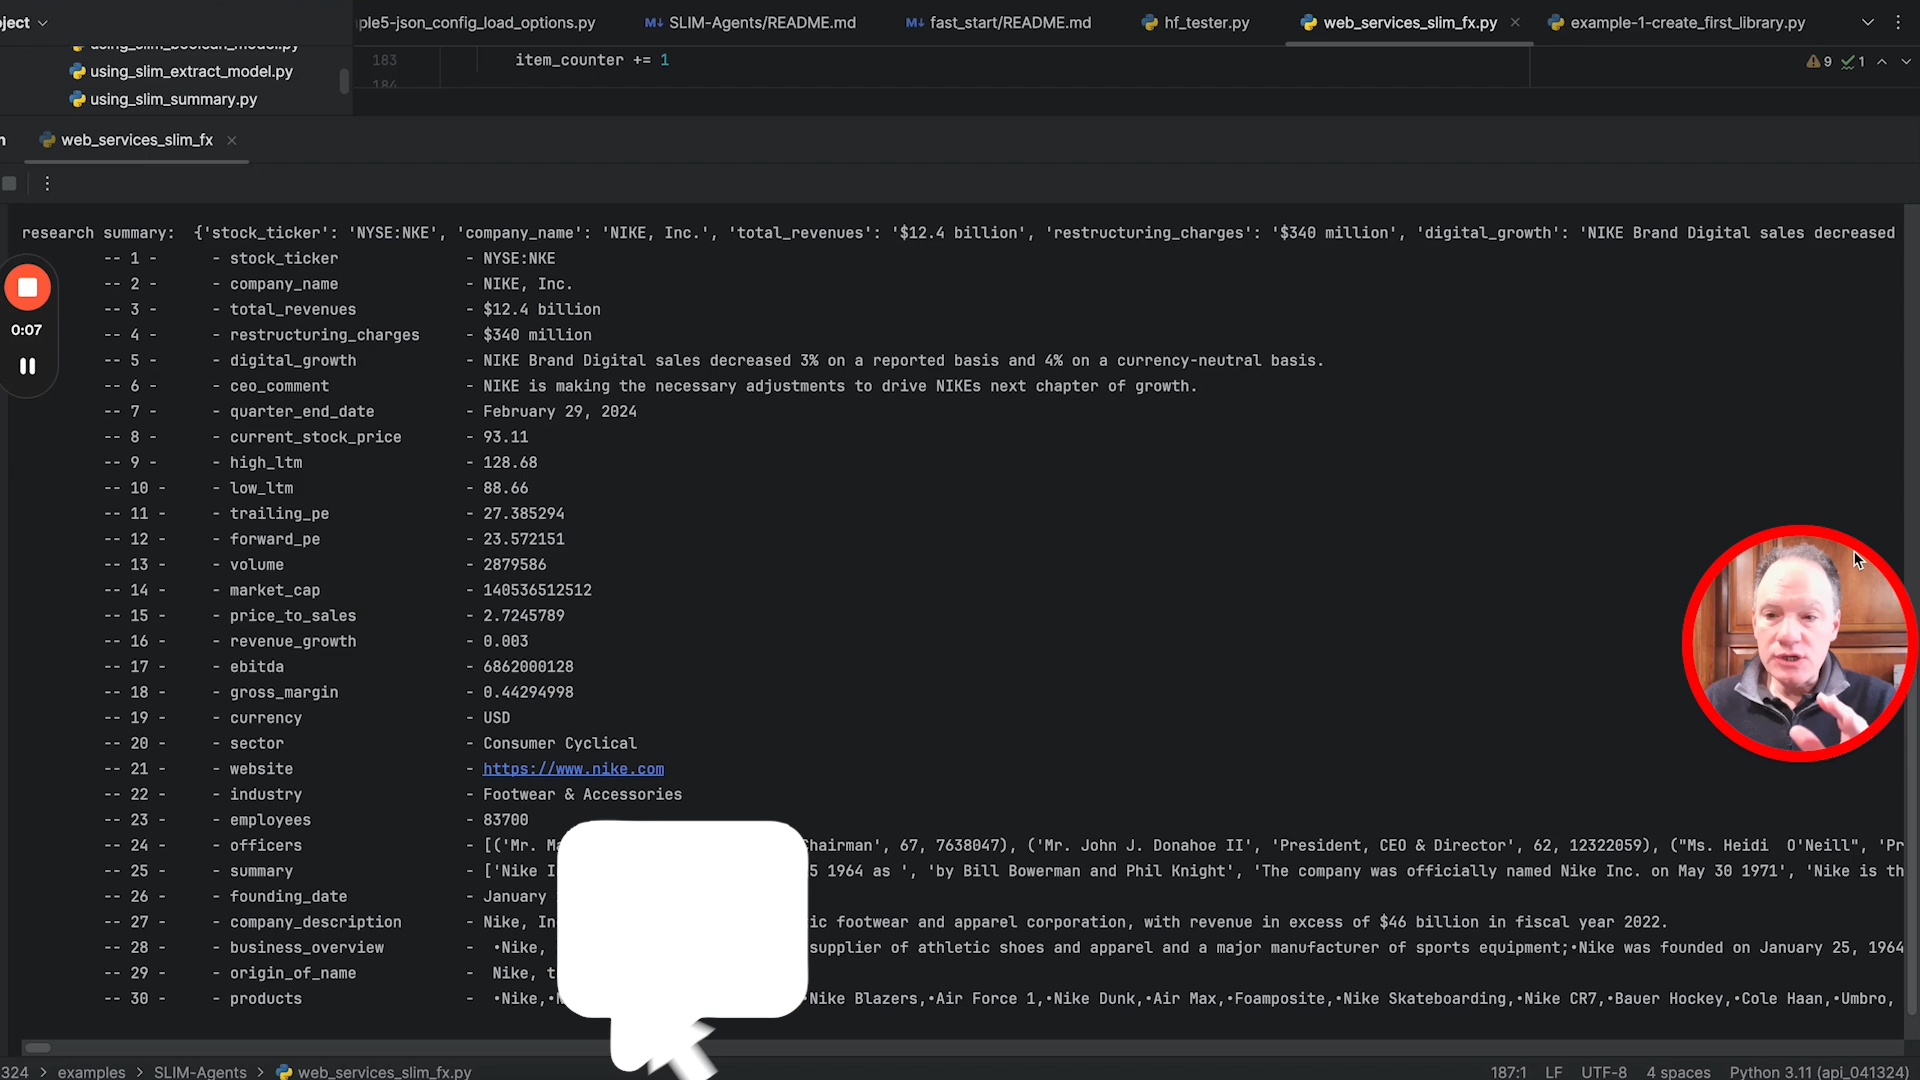 oject
ple5-json_config_load_options.py
SLIM-Agents/README.md
fast_start/README.md
hf_tester.py
web_services_slim_fx.py
example-1-create_first_library.py
using_slim_boolean_model.py
using_slim_extract_model.py
using_slim_summary.py
183 item_counter += 1
184
9 1
web_services_slim_fx
research summary: {'stock_ticker': 'NYSE:NKE', 'company_name': 'NIKE, Inc.', 'total_revenues': '$12.4 billion', 'restructuring_charges': '$340 million', 'digital_growth': 'NIKE Brand Digital sales decreased
-- 1 - - stock_ticker - NYSE:NKE
-- 2 - - company_name - NIKE, Inc.
-- 3 - - total_revenues - $12.4 billion
-- 4 - - restructuring_charges - $340 million
-- 5 - - digital_growth - NIKE Brand Digital sales decreased 3% on a reported basis and 4% on a currency-neutral basis.
-- 6 - - ceo_comment - NIKE is making the necessary adjustments to drive NIKEs next chapter of growth.
-- 7 - - quarter_end_date - February 29, 2024
-- 8 - - current_stock_price - 93.11
-- 9 - - high_ltm - 128.68
-- 10 - - low_ltm - 88.66
-- 11 - - trailing_pe - 27.385294
-- 12 - - forward_pe - 23.572151
-- 13 - - volume - 2879586
-- 14 - - market_cap - 140536512512
-- 15 - - price_to_sales - 2.7245789
-- 16 - - revenue_growth - 0.003
-- 17 - - ebitda - 6862000128
-- 18 - - gross_margin - 0.44294998
-- 19 - - currency - USD
-- 20 - - sector - Consumer Cyclical
-- 21 - - website - https://www.nike.com
-- 22 - - industry - Footwear & Accessories
-- 23 - - employees - 83700
-- 24 - - officers - [('Mr. Ma Chairman', 67, 7638047), ('Mr. John J. Donahoe II', 'President, CEO & Director', 62, 12322059), ("Ms. Heidi O'Neill", 'Pr
-- 25 - - summary - ['Nike I 5 1964 as ', 'by Bill Bowerman and Phil Knight', 'The company was officially named Nike Inc. on May 30 1971', 'Nike is th
-- 26 - - founding_date - January
-- 27 - - company_description - Nike, In ic footwear and apparel corporation, with revenue in excess of $46 billion in fiscal year 2022.
-- 28 - - business_overview - •Nike, supplier of athletic shoes and apparel and a major manufacturer of sports equipment;•Nike was founded on January 25, 1964
-- 29 - - origin_of_name - Nike, t
-- 30 - - products - •Nike,• Nike Blazers,•Air Force 1,•Nike Dunk,•Air Max,•Foamposite,•Nike Skateboarding,•Nike CR7,•Bauer Hockey,•Cole Haan,•Umbro,
0:07
324 > examples > SLIM-Agents > web_services_slim_fx.py
187:1 LF UTF-8 4 spaces Python 3.11 (api_041324)